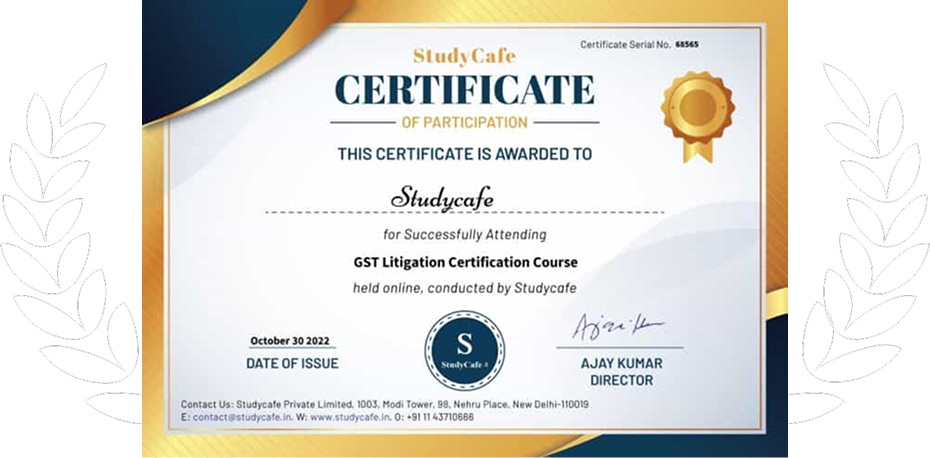 Certificate Serial No. 68565
StudyCafe
CERTIFICATE
OF PARTICIPATION
THIS CERTIFICATE IS AWARDED TO
Studycafe
for Successfully Attending
GST Litigation Certification Course
held online, conducted by Studycafe
October 30 2022
DATE OF ISSUE
S
StudyCafe
Ajay Kumar
AJAY KUMAR
DIRECTOR
Contact Us: Studycafe Private Limited, 1003, Modi Tower, 98, Nehru Place, New Delhi-110019
E: contact@studycafe.in, W: www.studycafe.in, O: +91 11 43710666